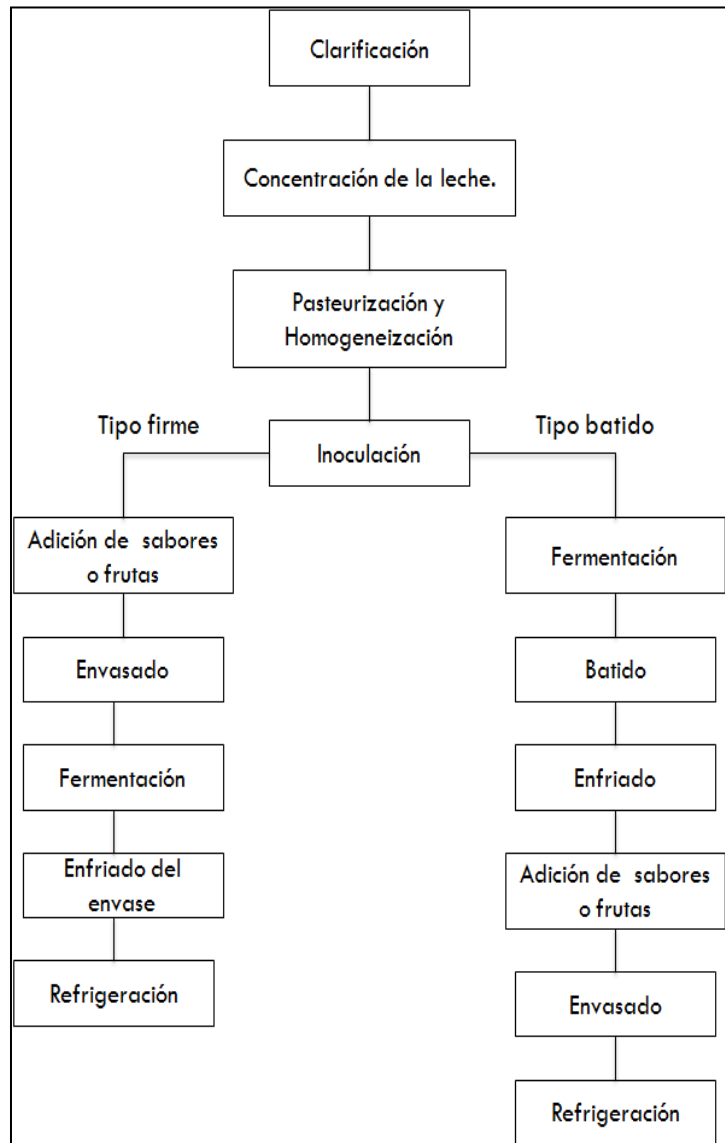 Clarificación
Concentración de la leche.
Pasteurización y
Homogeneización
Inoculación
Tipo firme
Adición de sabores
o frutas
Envasado
Fermentación
Enfriado del
envase
Refrigeración
Tipo batido
Fermentación
Batido
Enfriado
Adición de sabores
o frutas
Envasado
Refrigeración